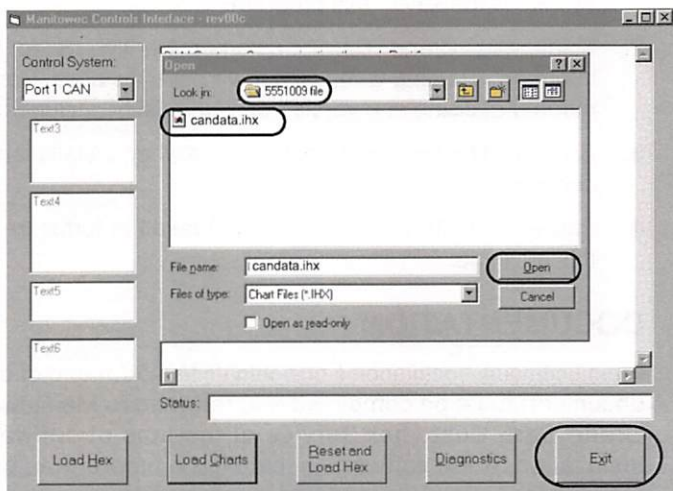 Manitowoc Controls Interface - rev00c
Control System:
Port 1 CAN
Open
Look in:
5551009 file
candata.ihx
Text3
Text4
Text5
Text6
File name:
candata.ihx
Open
Files of type:
Chart Files (*.IHX)
Cancel
Open as read-only
Status:
Load Hex
Load Charts
Reset and
Load Hex
Diagnostics
Exit